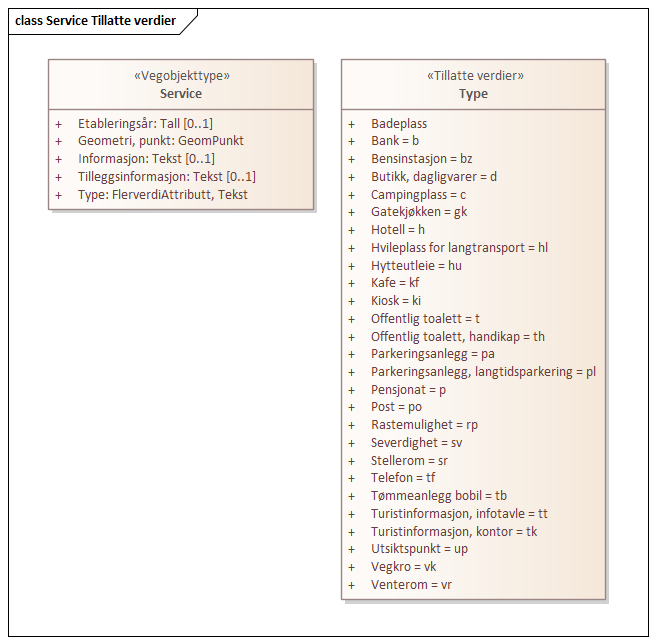 class Service Tillatte verdier
«Vegobjekttype»
Service
+ Etableringsår: Tall [0..1]
+ Geometri, punkt: GeomPunkt
+ Informasjon: Tekst [0..1]
+ Tilleggsinformasjon: Tekst [0..1]
+ Type: FlerverdiAttributt, Tekst
«Tillatte verdier»
Type
+ Badeplass
+ Bank = b
+ Bensinstasjon = bz
+ Butikk, dagligvarer = d
+ Campingplass = c
+ Gatekjøkken = gk
+ Hotell = h
+ Hvileplass for langtransport = hl
+ Hytteutleie = hu
+ Kafe = kf
+ Kiosk = ki
+ Offentlig toalett = t
+ Offentlig toalett, handikap = th
+ Parkeringsanlegg = pa
+ Parkeringsanlegg, langtidsparkering = pl
+ Pensjonat = p
+ Post = po
+ Rastemulighet = rp
+ Severdighet = sv
+ Stellerom = sr
+ Telefon = tf
+ Tømmeanlegg bobil = tb
+ Turistinformasjon, infotavle = tt
+ Turistinformasjon, kontor = tk
+ Utsiktspunkt = up
+ Vegkro = vk
+ Venterom = vr